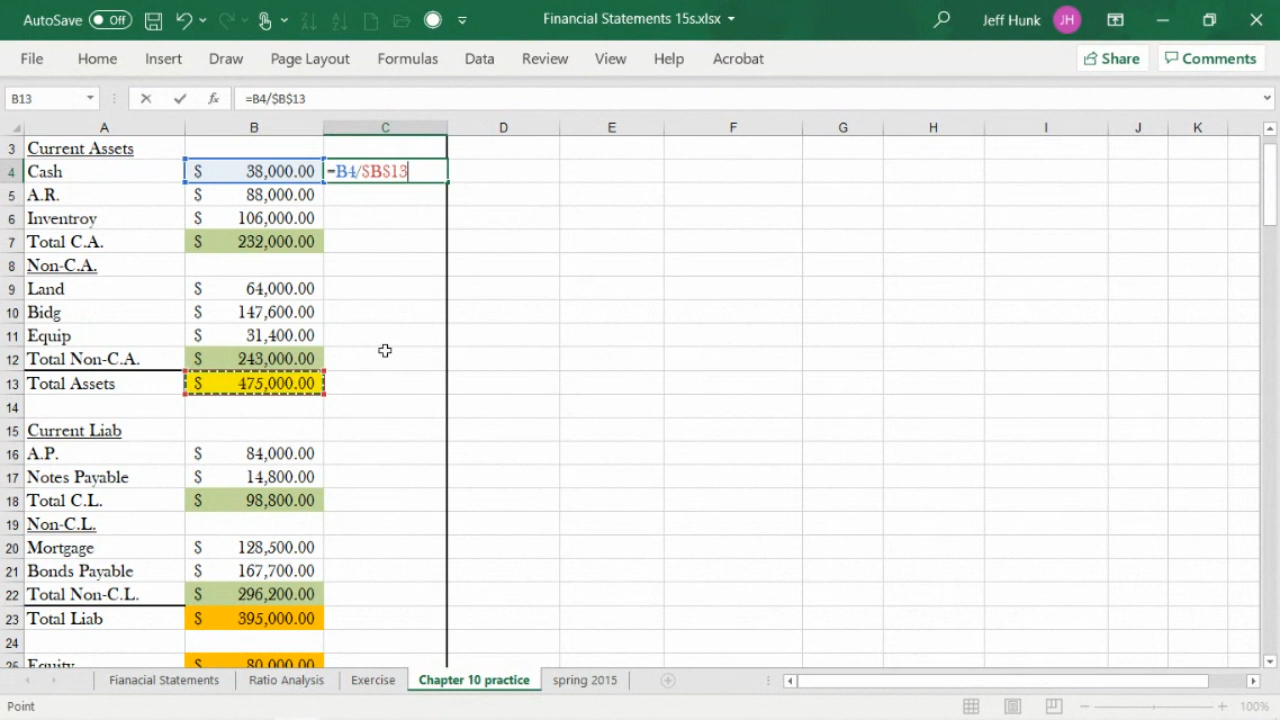 AutoSave Off Financial Statements 15s.xlsx Jeff Hunk JH
File Home Insert Draw Page Layout Formulas Data Review View Help Acrobat Share Comments
B13 fx =B4/$B$13
A B C D E F G H I J K
3 Current Assets
4 Cash $ 38,000.00 =B4/$B$13
5 A.R. $ 88,000.00
6 Inventroy $ 106,000.00
7 Total C.A. $ 232,000.00
8 Non-C.A.
9 Land $ 64,000.00
10 Bidg $ 147,600.00
11 Equip $ 31,400.00
12 Total Non-C.A. $ 243,000.00
13 Total Assets $ 475,000.00
14
15 Current Liab
16 A.P. $ 84,000.00
17 Notes Payable $ 14,800.00
18 Total C.L. $ 98,800.00
19 Non-C.L.
20 Mortgage $ 128,500.00
21 Bonds Payable $ 167,700.00
22 Total Non-C.L. $ 296,200.00
23 Total Liab $ 395,000.00
24
25 Equity $ 80,000.00
Fianacial Statements Ratio Analysis Exercise Chapter 10 practice spring 2015
Point 100%